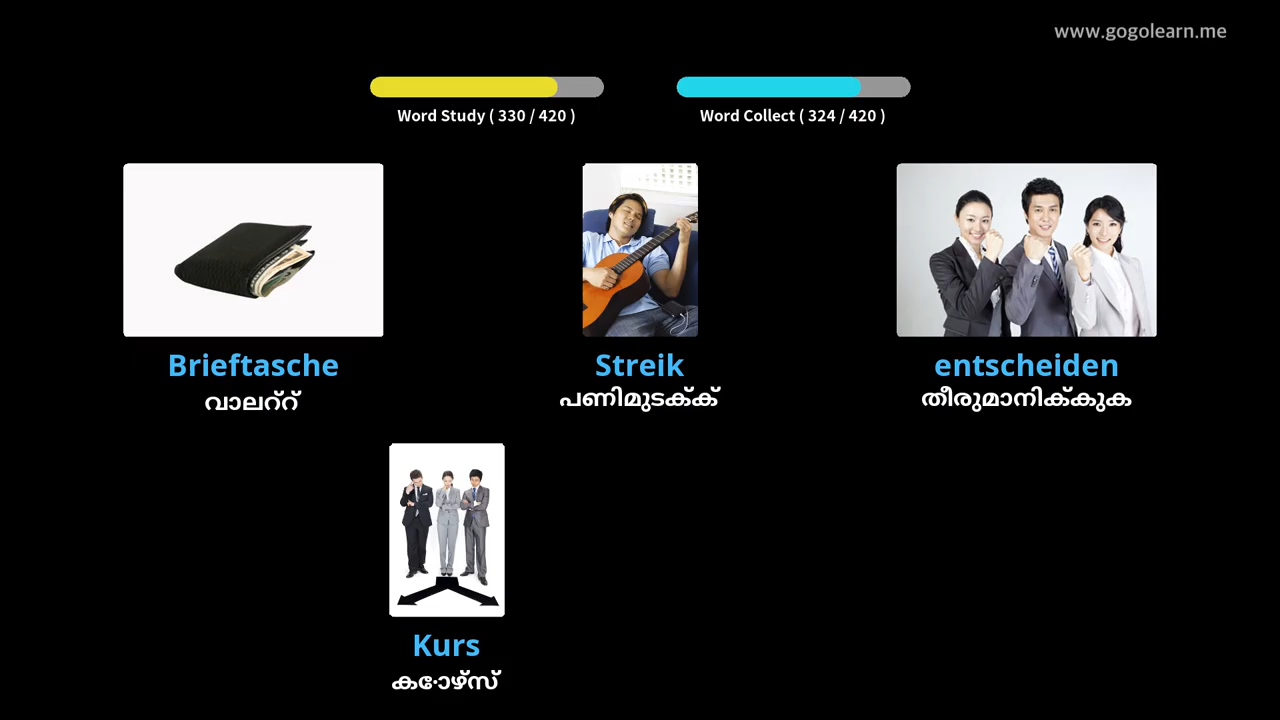 www.gogolearn.me
Word Study ( 330 / 420 )
Word Collect ( 324 / 420 )
Brieftasche
Streik
entscheiden
വാലറ്റ്
പണിമുടക്ക്
തീരുമാനിക്കുക
Kurs
കോഴ്സ്